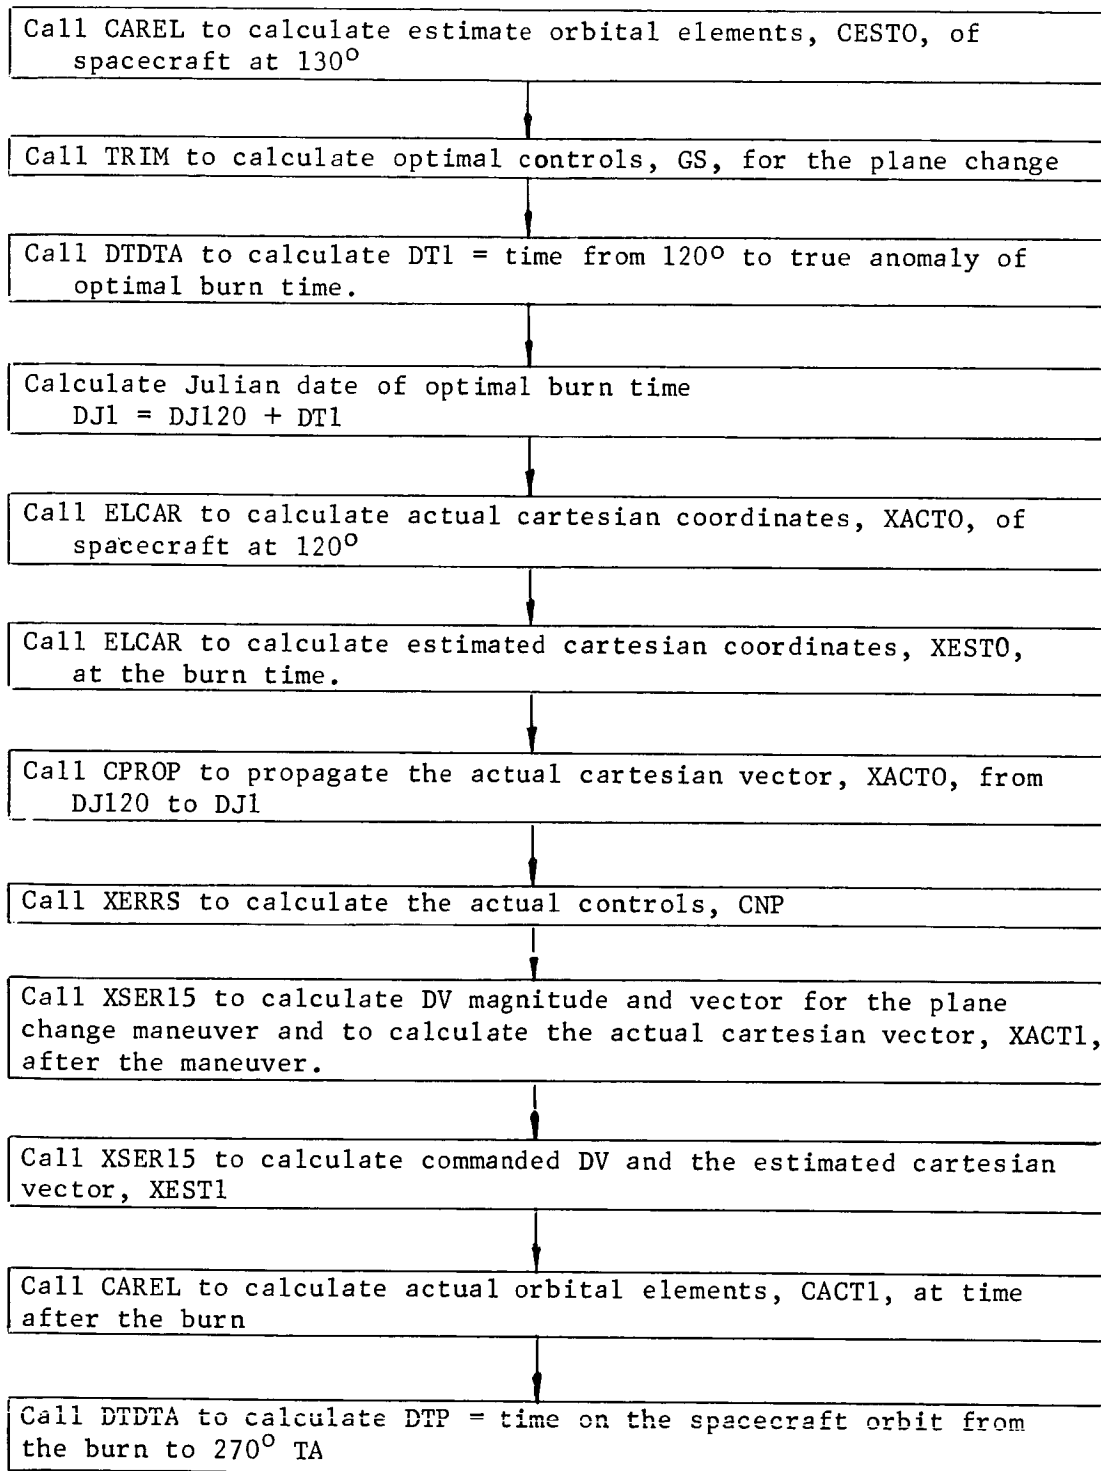 Call CAREL to calculate estimate orbital elements, CESTO, of
spacecraft at 130°
Call TRIM to calculate optimal controls, GS, for the plane change
Call DTDTA to calculate DT1 = time from 120° to true anomaly of
optimal burn time.
Calculate Julian date of optimal burn time
DJ1 = DJ120 + DT1
Call ELCAR to calculate actual cartesian coordinates, XACTO, of
spacecraft at 120°
Call ELCAR to calculate estimated cartesian coordinates, XESTO,
at the burn time.
Call CPROP to propagate the actual cartesian vector, XACTO, from
DJ120 to DJ1
Call XERRS to calculate the actual controls, CNP
Call XSER15 to calculate DV magnitude and vector for the plane
change maneuver and to calculate the actual cartesian vector, XACT1,
after the maneuver.
Call XSER15 to calculate commanded DV and the estimated cartesian
vector, XEST1
Call CAREL to calculate actual orbital elements, CACT1, at time
after the burn
Call DTDTA to calculate DTP = time on the spacecraft orbit from
the burn to 270° TA